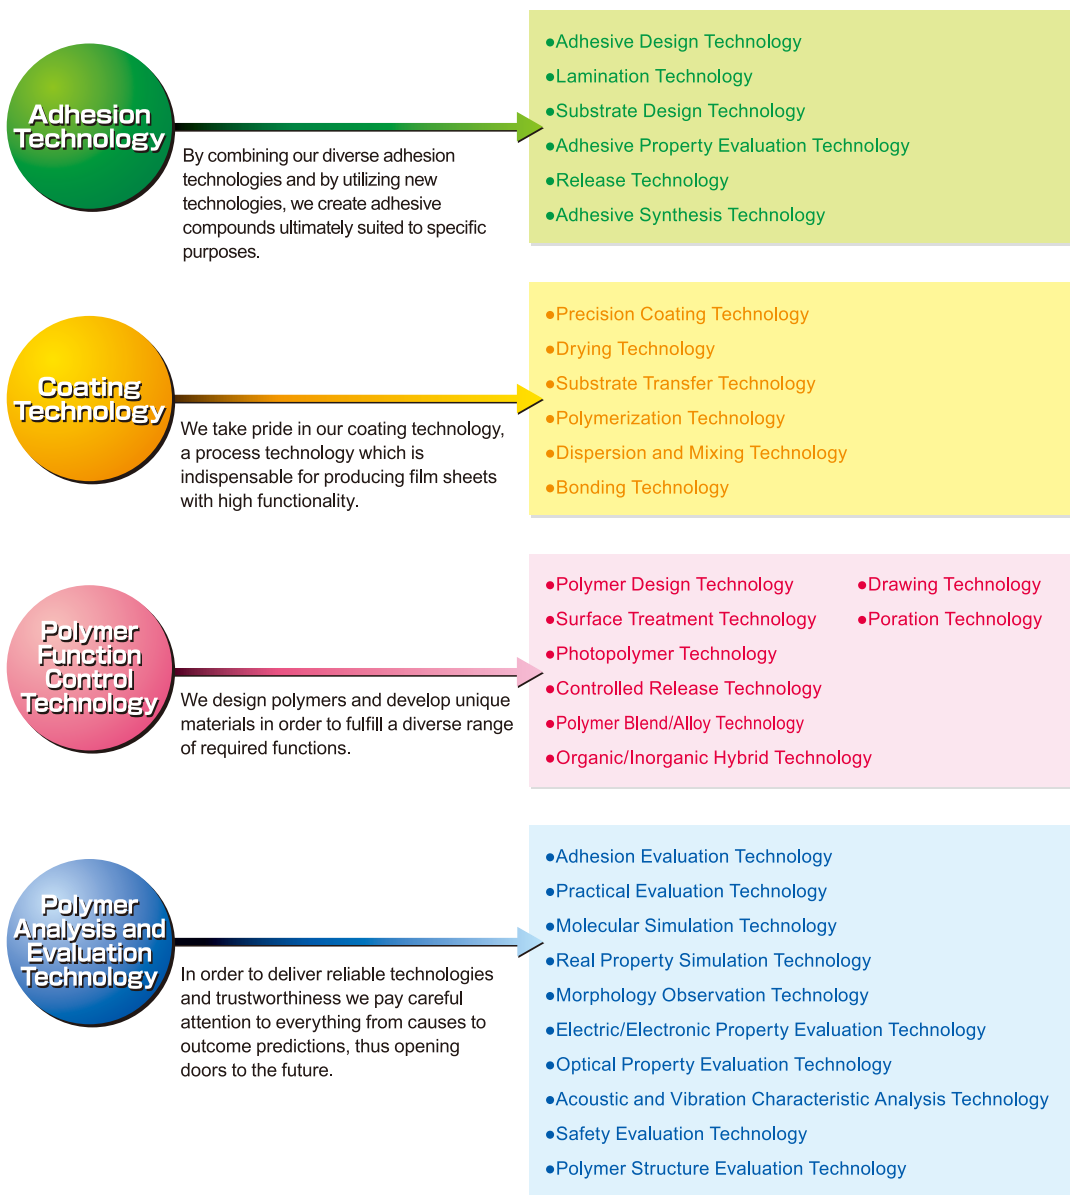 Adhesion
Technology
By combining our diverse adhesion
technologies and by utilizing new
technologies, we create adhesive
compounds ultimately suited to specific
purposes.
●Adhesive Design Technology
●Lamination Technology
●Substrate Design Technology
●Adhesive Property Evaluation Technology
●Release Technology
●Adhesive Synthesis Technology
Coating
Technology
We take pride in our coating technology,
a process technology which is
indispensable for producing film sheets
with high functionality.
●Precision Coating Technology
●Drying Technology
●Substrate Transfer Technology
●Polymerization Technology
●Dispersion and Mixing Technology
●Bonding Technology
Polymer
Function
Control
Technology
We design polymers and develop unique
materials in order to fulfill a diverse range
of required functions.
●Polymer Design Technology
●Surface Treatment Technology
●Photopolymer Technology
●Controlled Release Technology
●Polymer Blend/Alloy Technology
●Organic/Inorganic Hybrid Technology
●Drawing Technology
●Poration Technology
Polymer
Analysis and
Evaluation
Technology
In order to deliver reliable technologies
and trustworthiness we pay careful
attention to everything from causes to
outcome predictions, thus opening
doors to the future.
●Adhesion Evaluation Technology
●Practical Evaluation Technology
●Molecular Simulation Technology
●Real Property Simulation Technology
●Morphology Observation Technology
●Electric/Electronic Property Evaluation Technology
●Optical Property Evaluation Technology
●Acoustic and Vibration Characteristic Analysis Technology
●Safety Evaluation Technology
●Polymer Structure Evaluation Technology